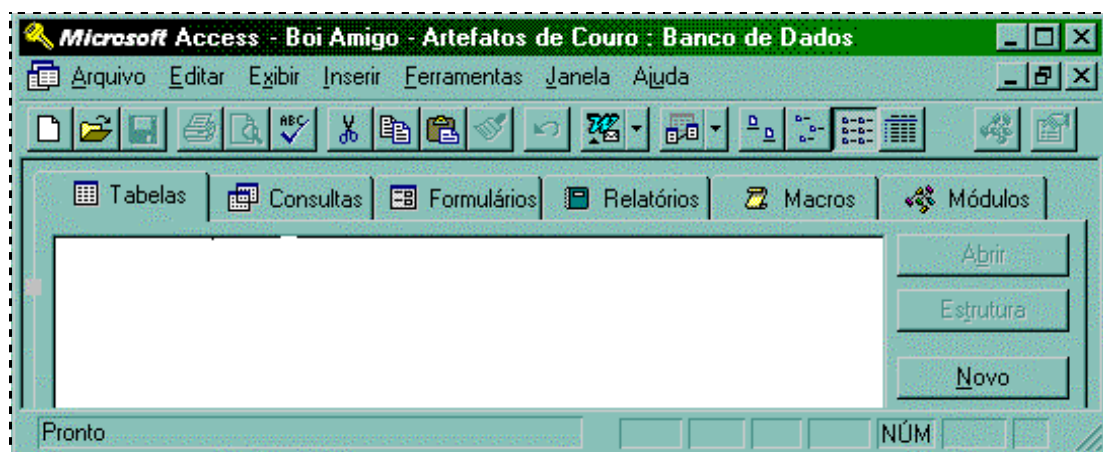 Microsoft Access - Boi Amigo - Artefatos de Couro : Banco de Dados
Arquivo Editar Exibir Inserir Ferramentas Janela Ajuda
ABC
Tabelas Consultas Formulários Relatórios Macros Módulos
Abrir
Estrutura
Novo
Pronto NÚM